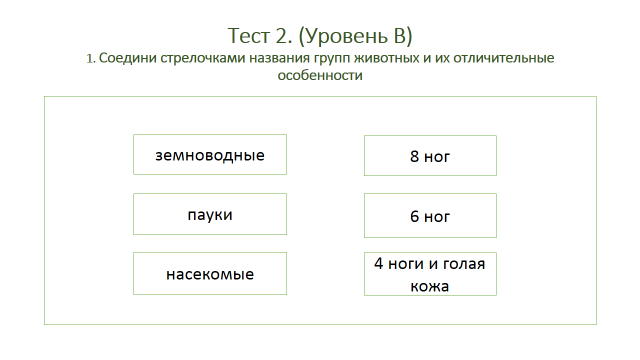 Тест 2. (Уровень В)
1. Соедини стрелочками названия групп животных и их отличительные
особенности
земноводные
8 ног
пауки
6 ног
насекомые
4 ноги и голая
кожа